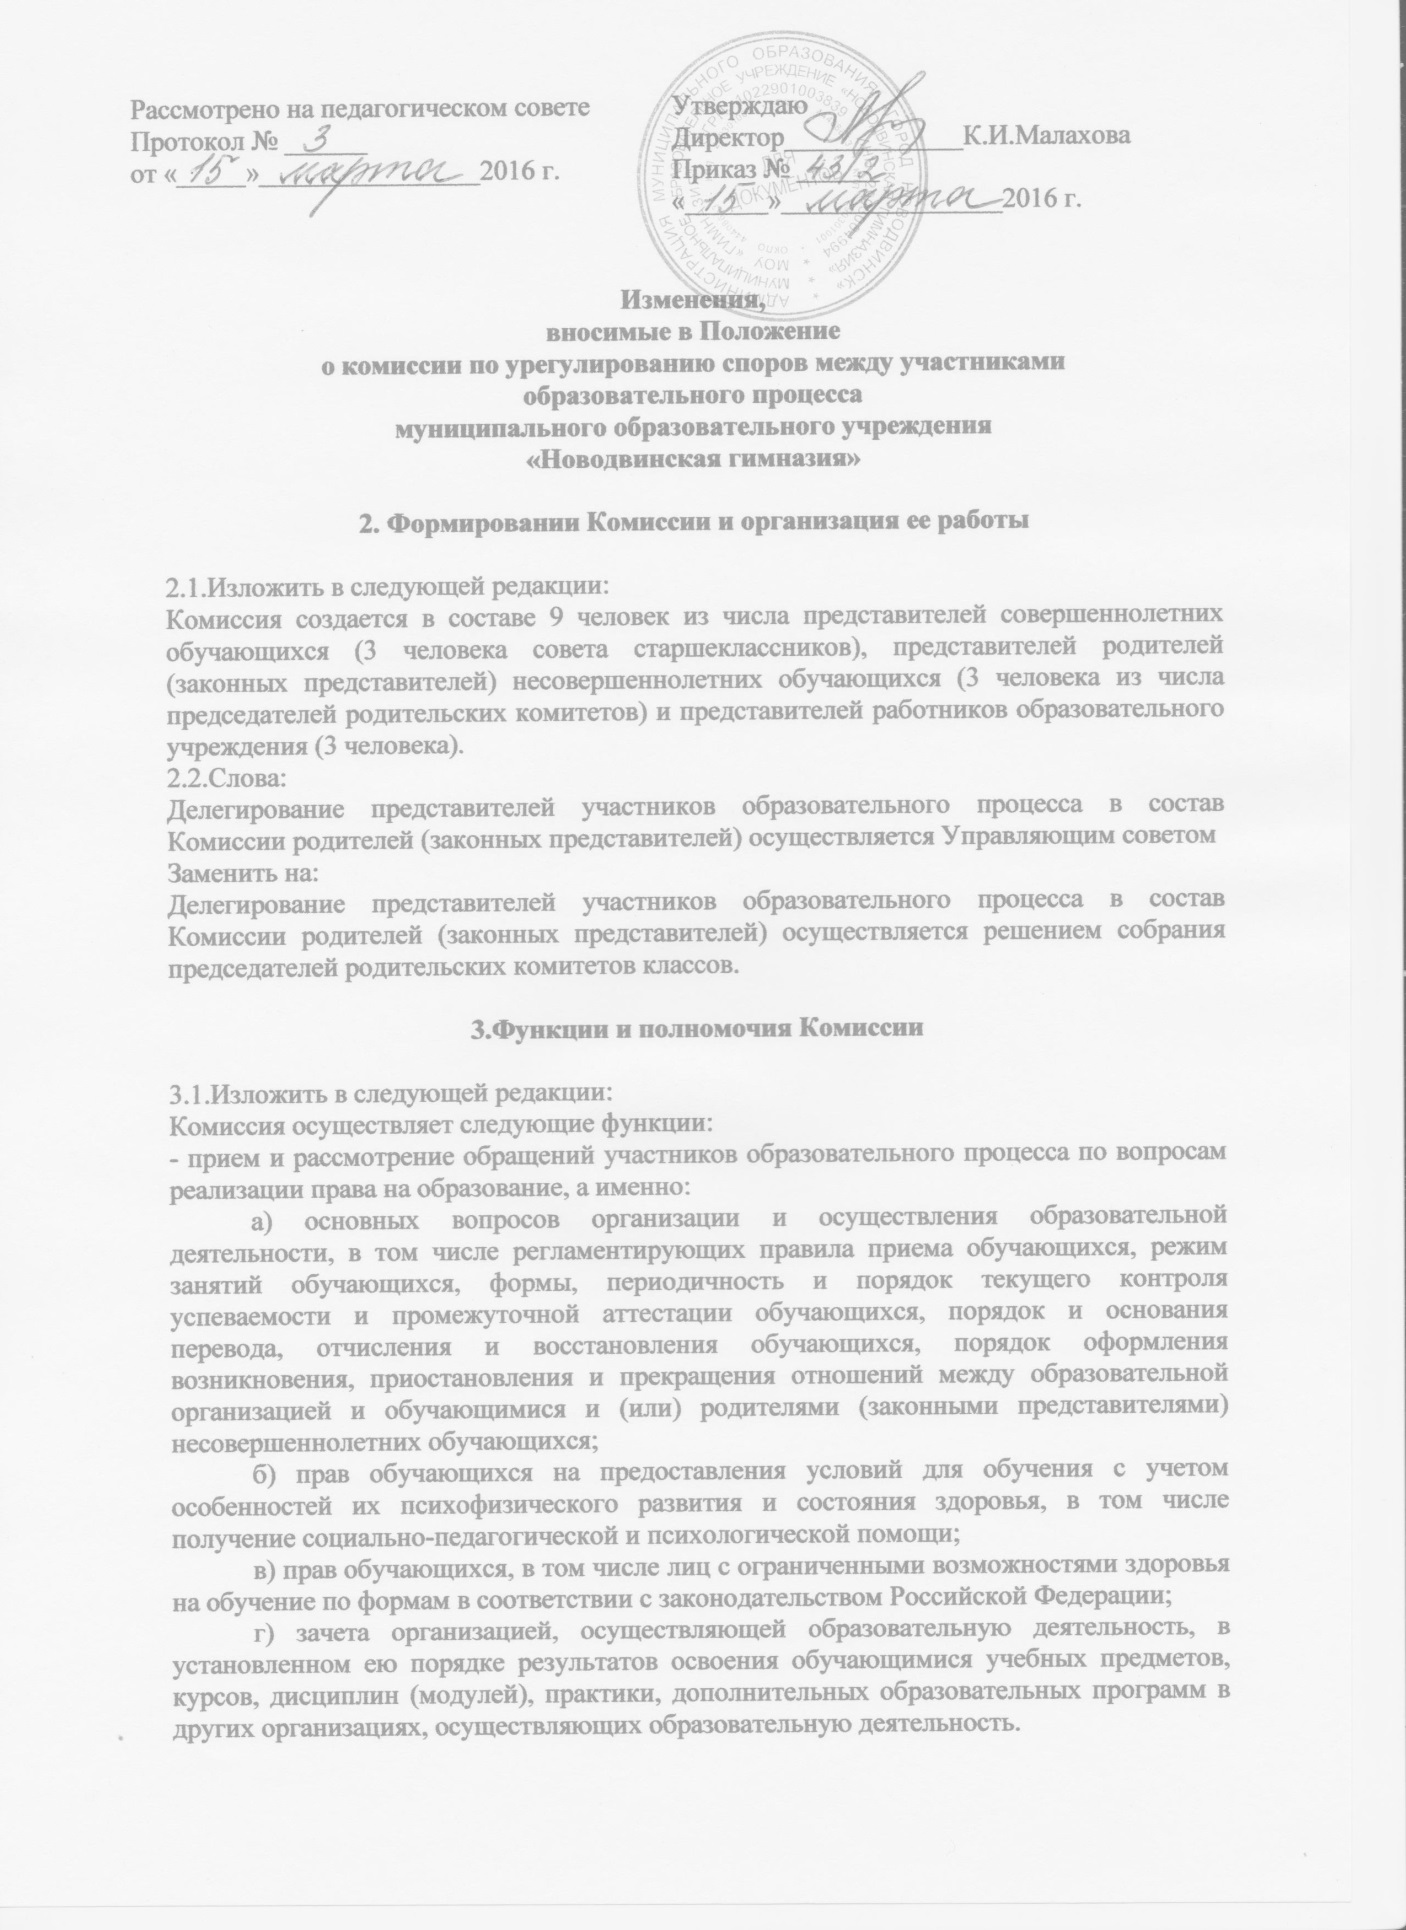 Рассмотрено на педагогическом совете
Протокол № 3
от «15» марта 2016 г.
Утверждаю
Директор К.И.Малахова
Приказ № 43/2
«15» марта 2016 г.
АДМИНИСТРАЦИЯ МУНИЦИПАЛЬНОГО ОБРАЗОВАНИЯ «ГОРОД НОВОДВИНСК»
1022901003839
ДЛЯ
ДОКУМЕНТОВ
Изменения,
вносимые в Положение
о комиссии по урегулированию споров между участниками
образовательного процесса
муниципального образовательного учреждения
«Новодвинская гимназия»
2. Формировании Комиссии и организация ее работы
2.1.Изложить в следующей редакции:
Комиссия создается в составе 9 человек из числа представителей совершеннолетних
обучающихся (3 человека совета старшеклассников), представителей родителей
(законных представителей) несовершеннолетних обучающихся (3 человека из числа
председателей родительских комитетов) и представителей работников образовательного
учреждения (3 человека).
2.2.Слова:
Делегирование представителей участников образовательного процесса в состав
Комиссии родителей (законных представителей) осуществляется Управляющим советом
Заменить на:
Делегирование представителей участников образовательного процесса в состав
Комиссии родителей (законных представителей) осуществляется решением собрания
председателей родительских комитетов классов.
3.Функции и полномочия Комиссии
3.1.Изложить в следующей редакции:
Комиссия осуществляет следующие функции:
- прием и рассмотрение обращений участников образовательного процесса по вопросам
реализации права на образование, а именно:
а) основных вопросов организации и осуществления образовательной
деятельности, в том числе регламентирующих правила приема обучающихся, режим
занятий обучающихся, формы, периодичность и порядок текущего контроля
успеваемости и промежуточной аттестации обучающихся, порядок и основания
перевода, отчисления и восстановления обучающихся, порядок оформления
возникновения, приостановления и прекращения отношений между образовательной
организацией и обучающимися и (или) родителями (законными представителями)
несовершеннолетних обучающихся;
б) прав обучающихся на предоставления условий для обучения с учетом
особенностей их психофизического развития и состояния здоровья, в том числе
получение социально-педагогической и психологической помощи;
в) прав обучающихся, в том числе лиц с ограниченными возможностями здоровья
на обучение по формам в соответствии с законодательством Российской Федерации;
г) зачета организацией, осуществляющей образовательную деятельность, в
установленном ею порядке результатов освоения обучающимися учебных предметов,
курсов, дисциплин (модулей), практики, дополнительных образовательных программ в
других организациях, осуществляющих образовательную деятельность.